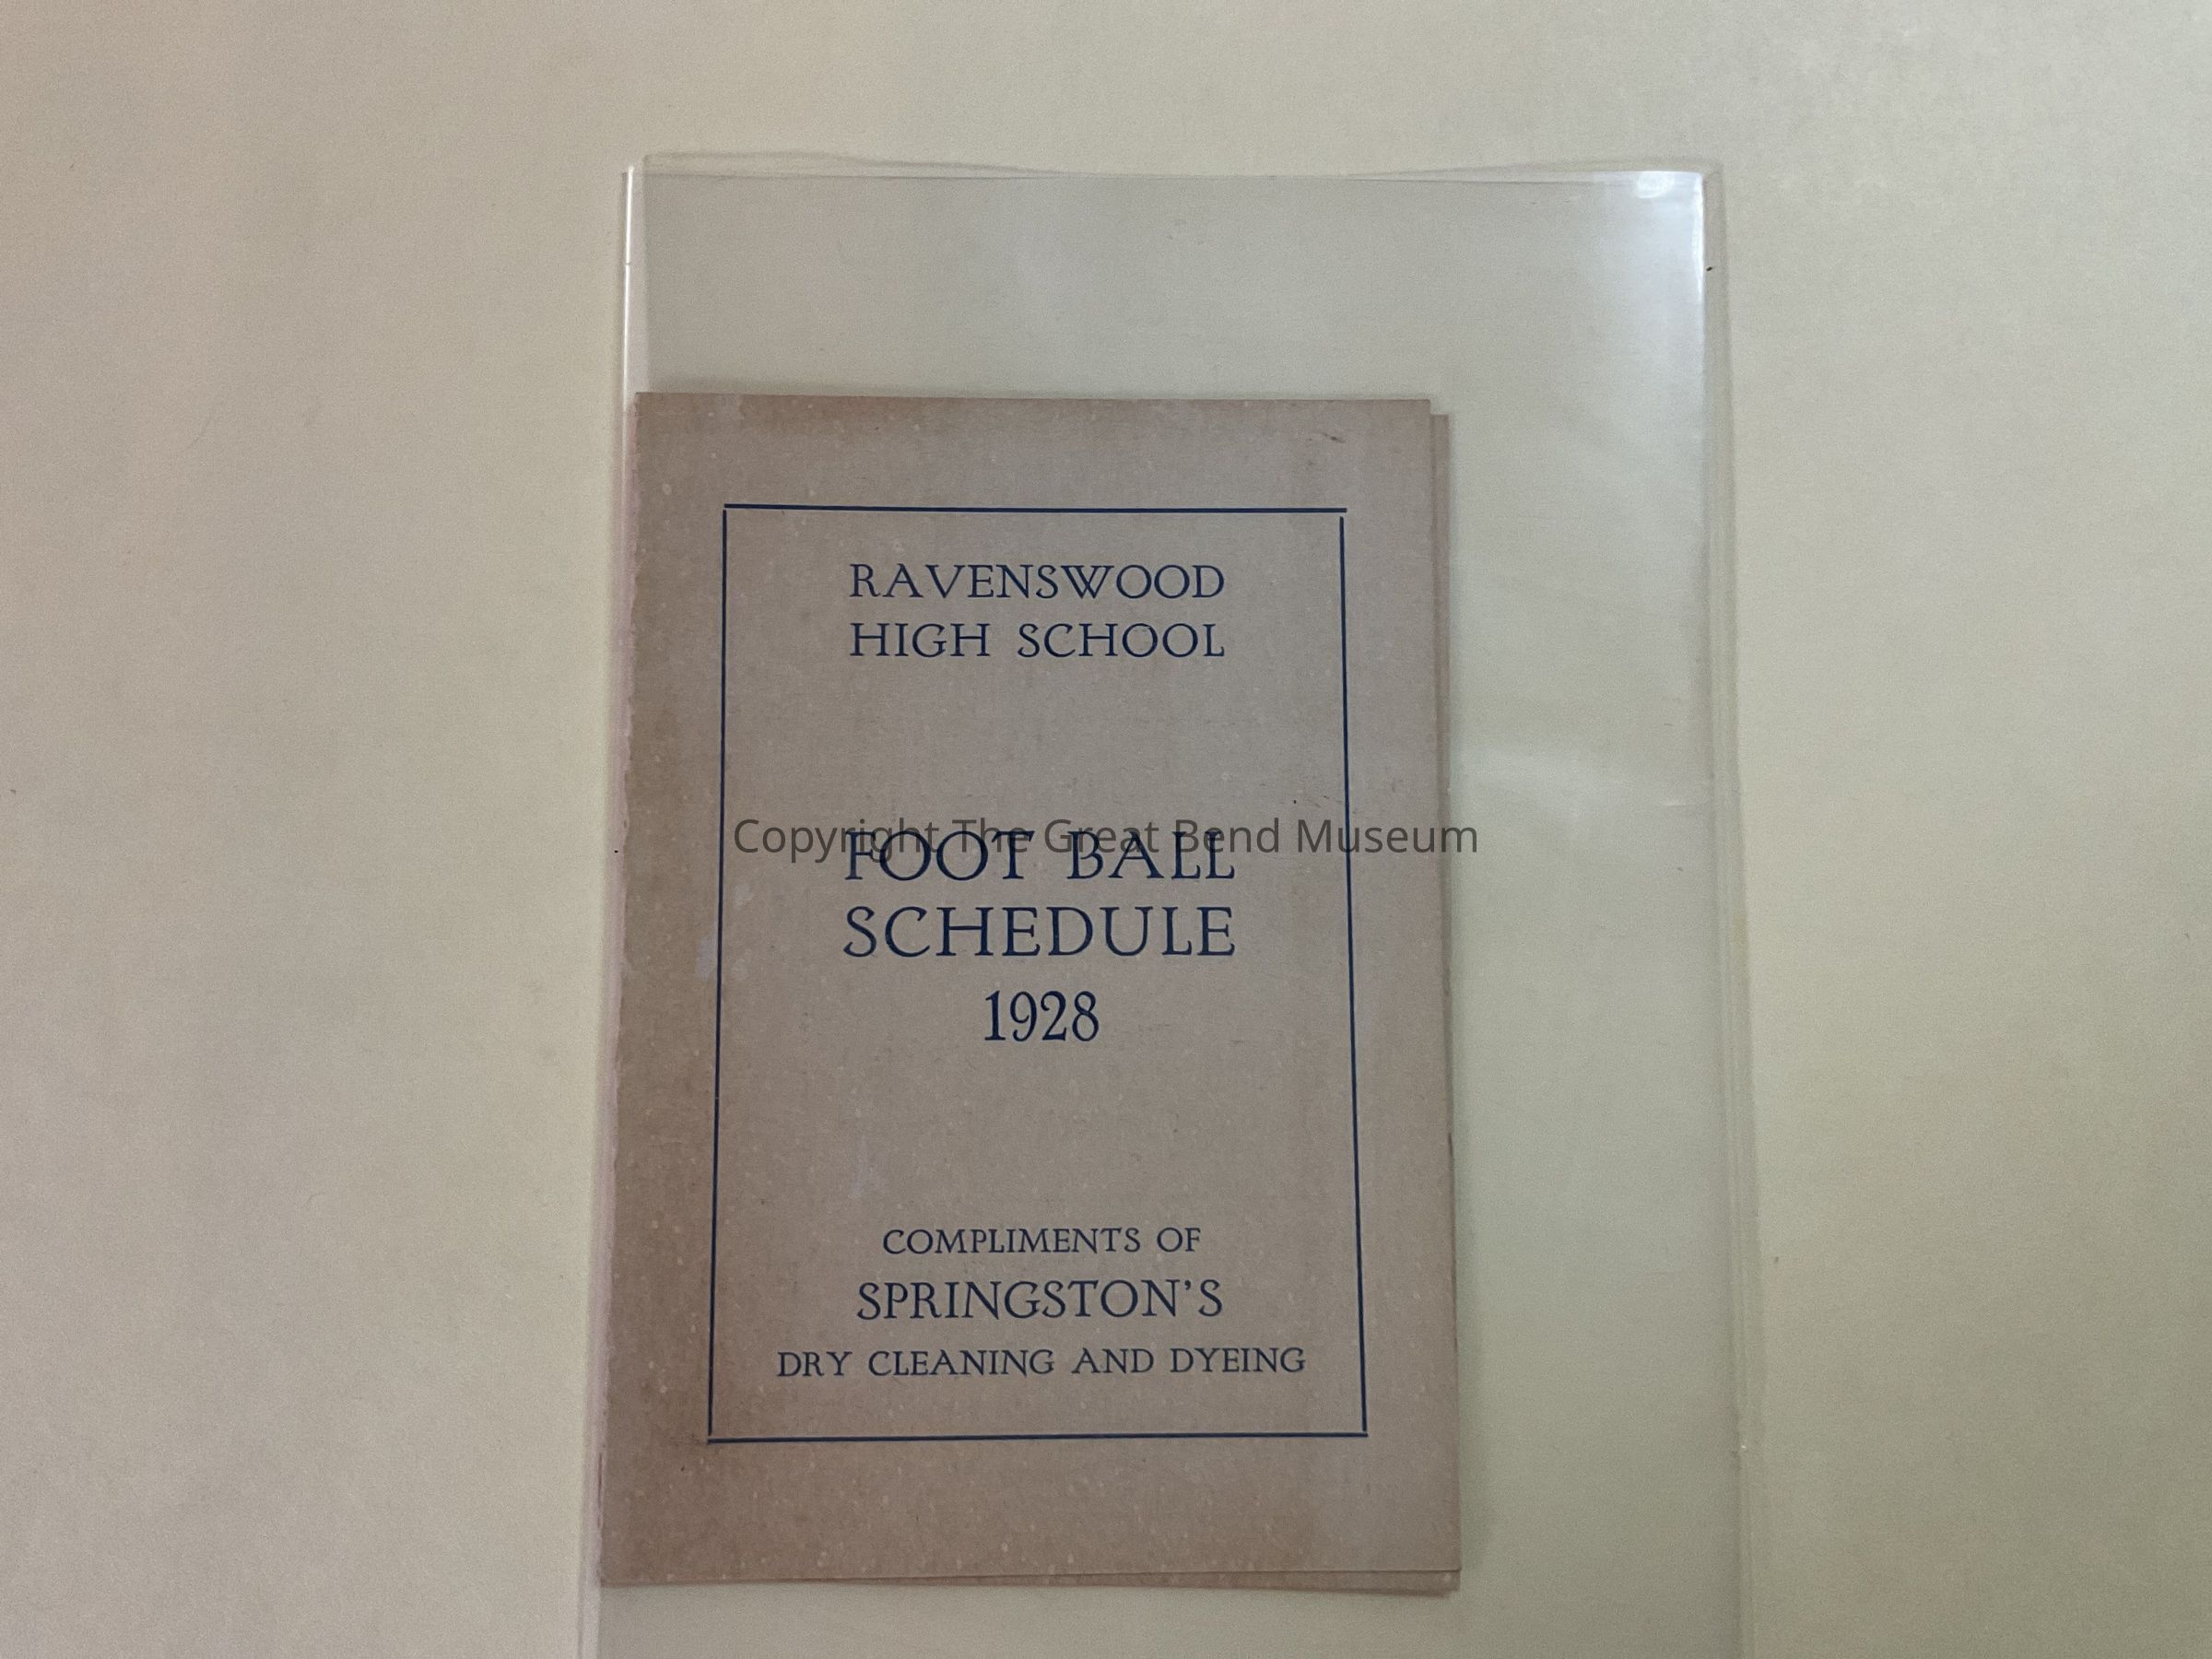 RAVENSWOOD
HIGH SCHOOL
Copyright The Great Bend Museum
FOOT BALL
SCHEDULE
1928
COMPLIMENTS OF
SPRINGSTON'S
DRY CLEANING AND DYEING